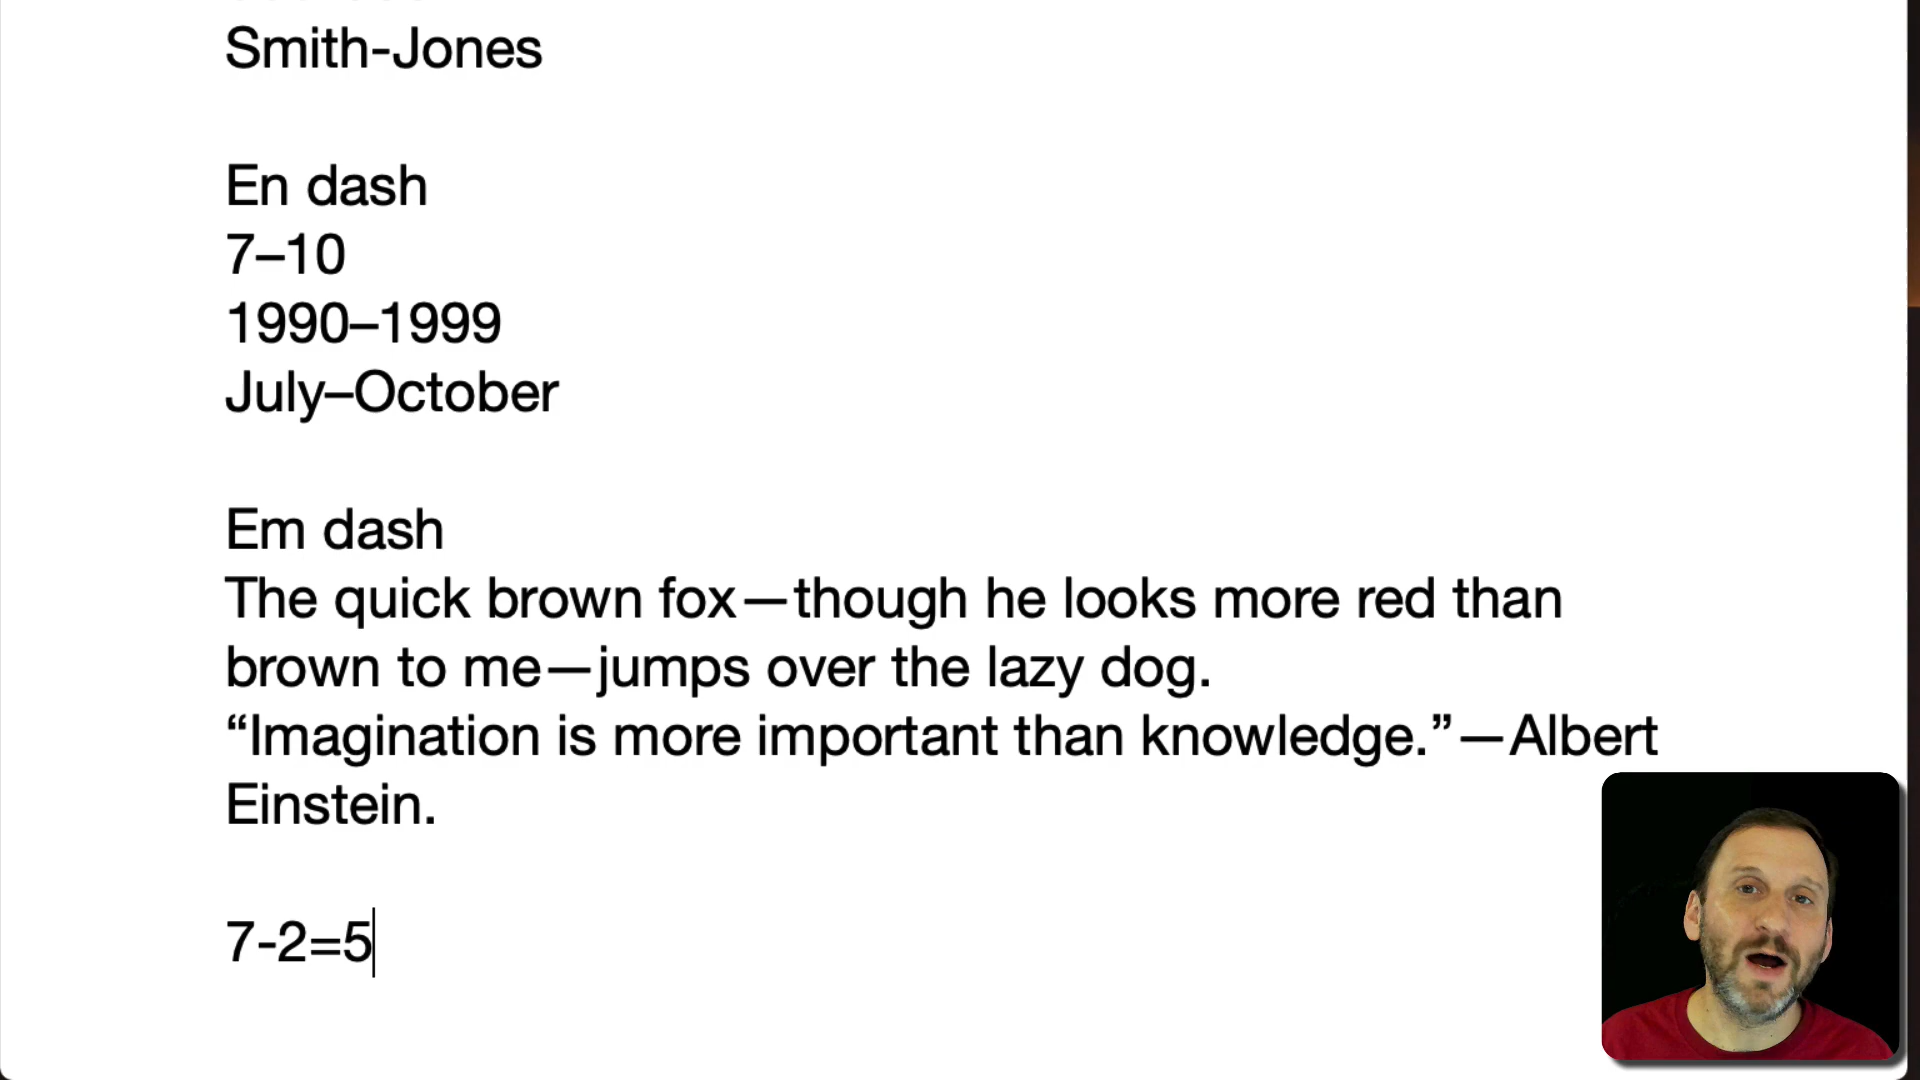 Smith-Jones
En dash
7–10
1990–1999
July–October
Em dash
The quick brown fox—though he looks more red than
brown to me—jumps over the lazy dog.
“Imagination is more important than knowledge.”—Albert
Einstein.
7-2=5